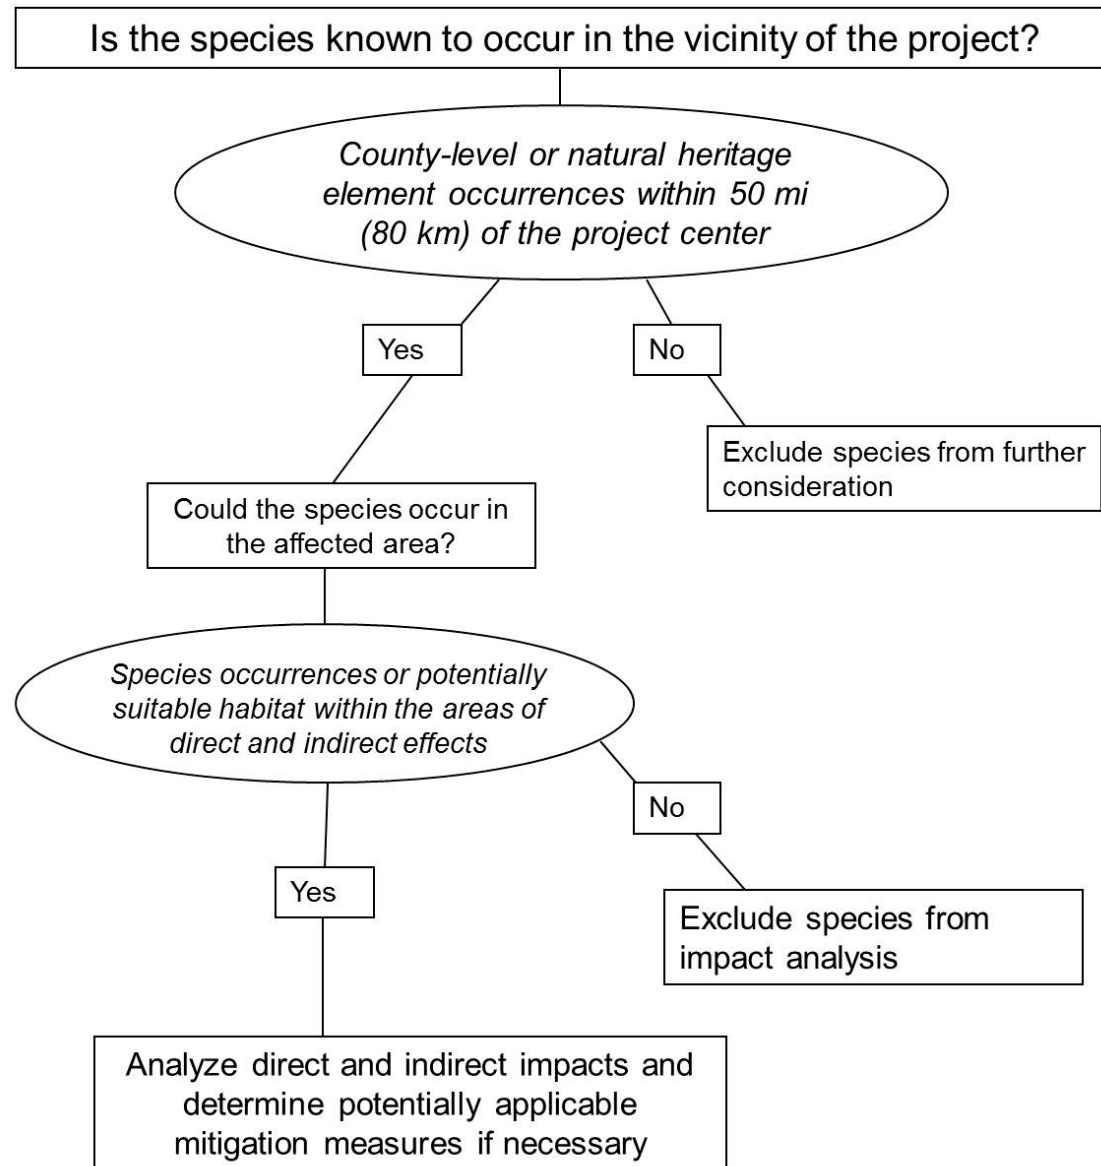 Is the species known to occur in the vicinity of the project?
County-level or natural heritage
element occurrences within 50 mi
(80 km) of the project center
Yes
No
Exclude species from further
consideration
Could the species occur in
the affected area?
Species occurrences or potentially
suitable habitat within the areas of
direct and indirect effects
No
Yes
Exclude species from
impact analysis
Analyze direct and indirect impacts and
determine potentially applicable
mitigation measures if necessary